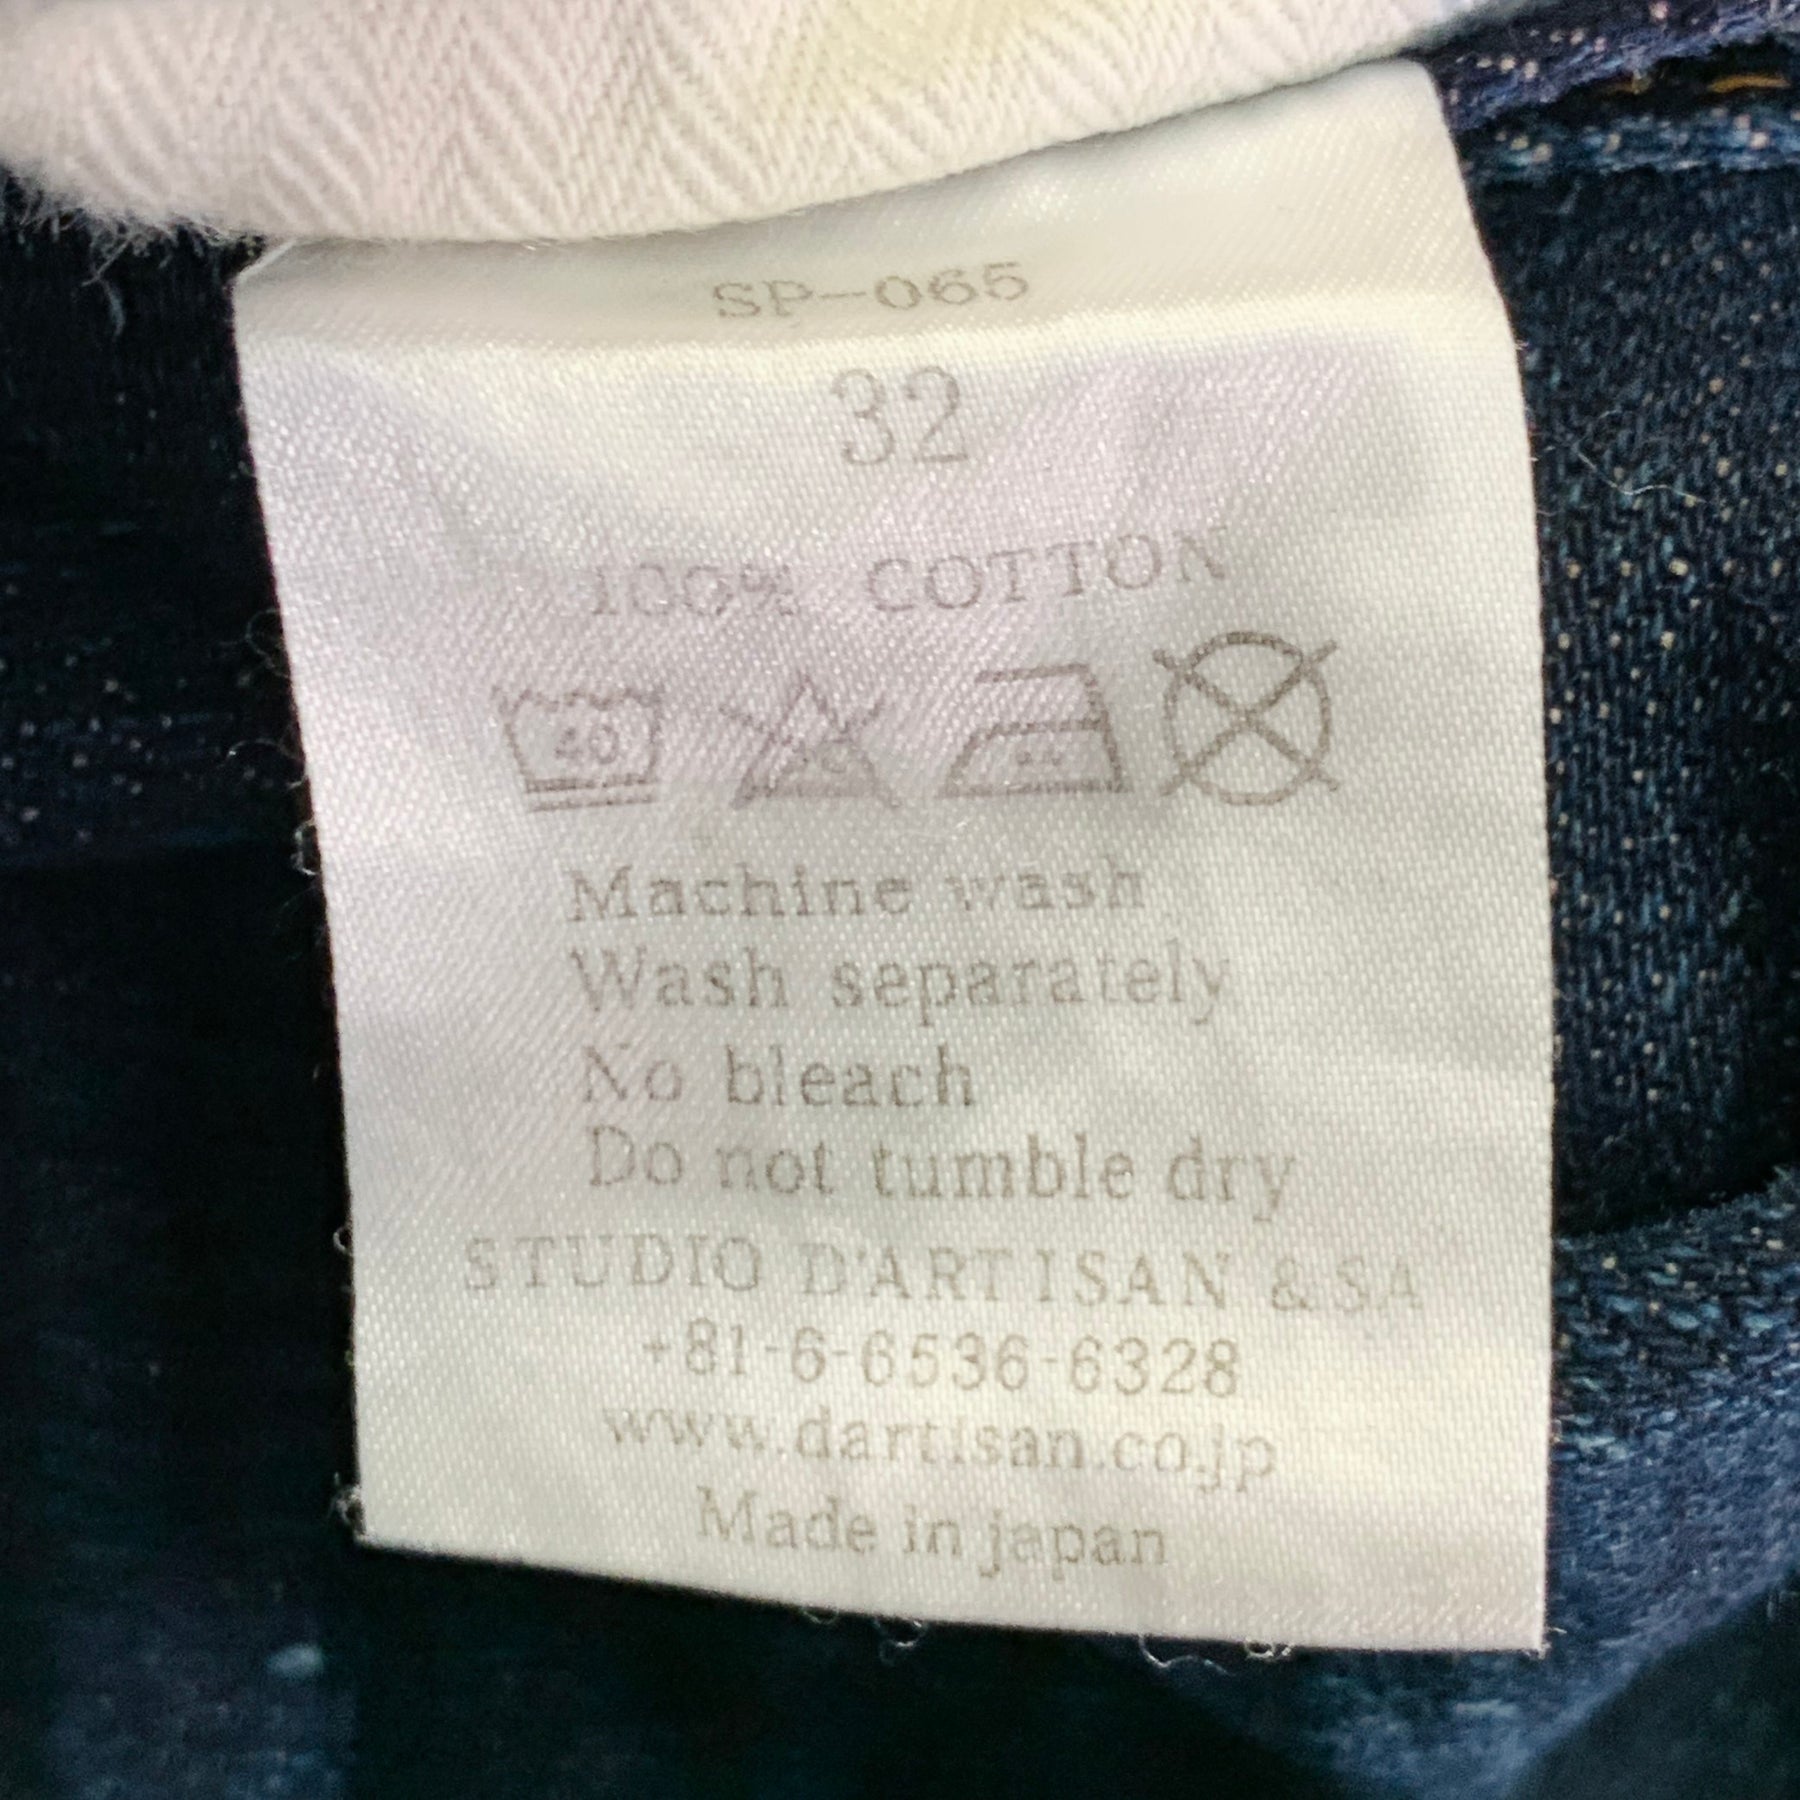 SP-065
32
100% COTTON
40
Machine wash
Wash separately
No bleach
Do not tumble dry
STUDIO D'ARTISAN & SA
+81-6-6536-6328
www.dartisan.co.jp
Made in japan